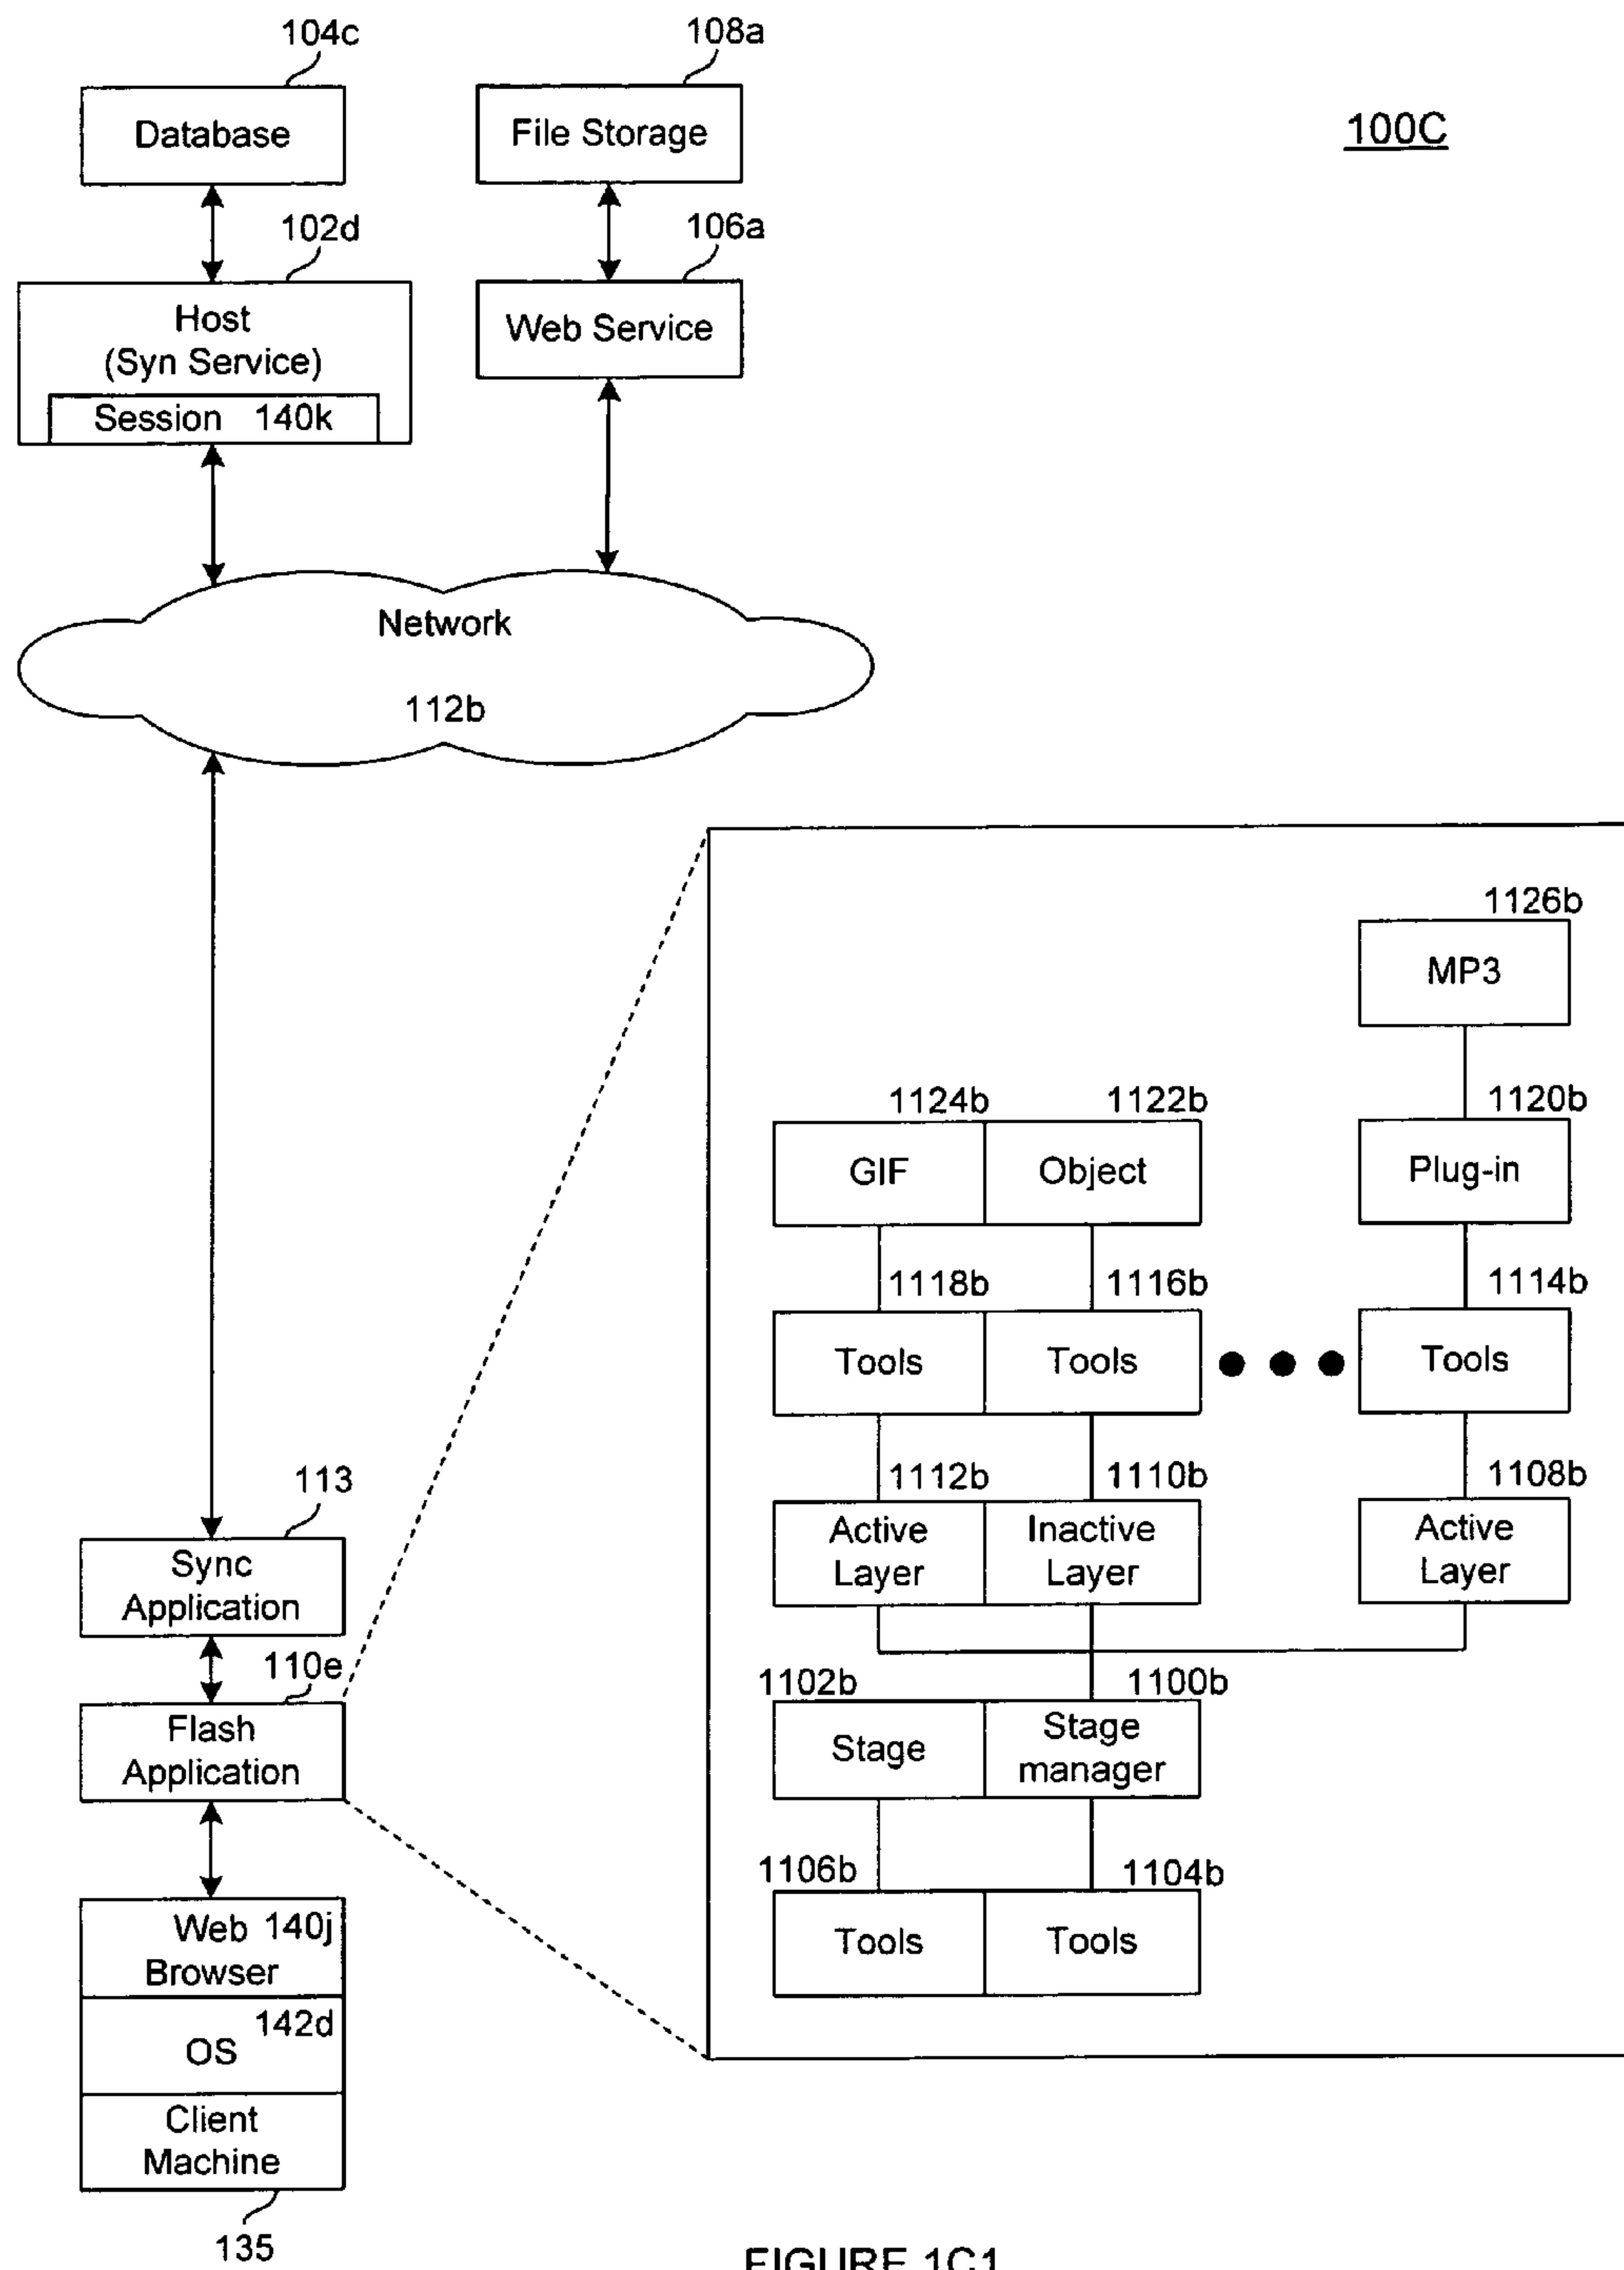 104c
108a
Database
File Storage
100C
102d
106a
Host
(Syn Service)
Web Service
Session 140k
Network
112b
1126b
MP3
1124b
1122b
1120b
GIF
Object
Plug-in
1118b
1116b
1114b
Tools
Tools
Tools
1112b
1110b
1108b
Active
Layer
Inactive
Layer
Active
Layer
113
Sync
Application
110e
Flash
Application
1102b
1100b
Stage
Stage
manager
1106b
1104b
Tools
Tools
Web 140j
Browser
142d
OS
Client
Machine
135
FIGURE 1C1